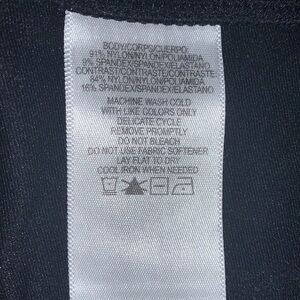 BODY/CORPS/CUERPO:
91% NYLON/NYLON/POLIAMIDA
9% SPANDEX/SPANDEX/ELASTANO
CONTRAST/CONTRASTE/CONTRASTE
84% NYLON/NYLON/POLIAMIDA
16% SPANDEX/SPANDEX/ELASTANO
MACHINE WASH COLD
WITH LIKE COLORS ONLY
DELICATE CYCLE
REMOVE PROMPTLY
DO NOT BLEACH
DO NOT USE FABRIC SOFTENER
LAY FLAT TO DRY
COOL IRON WHEN NEEDED